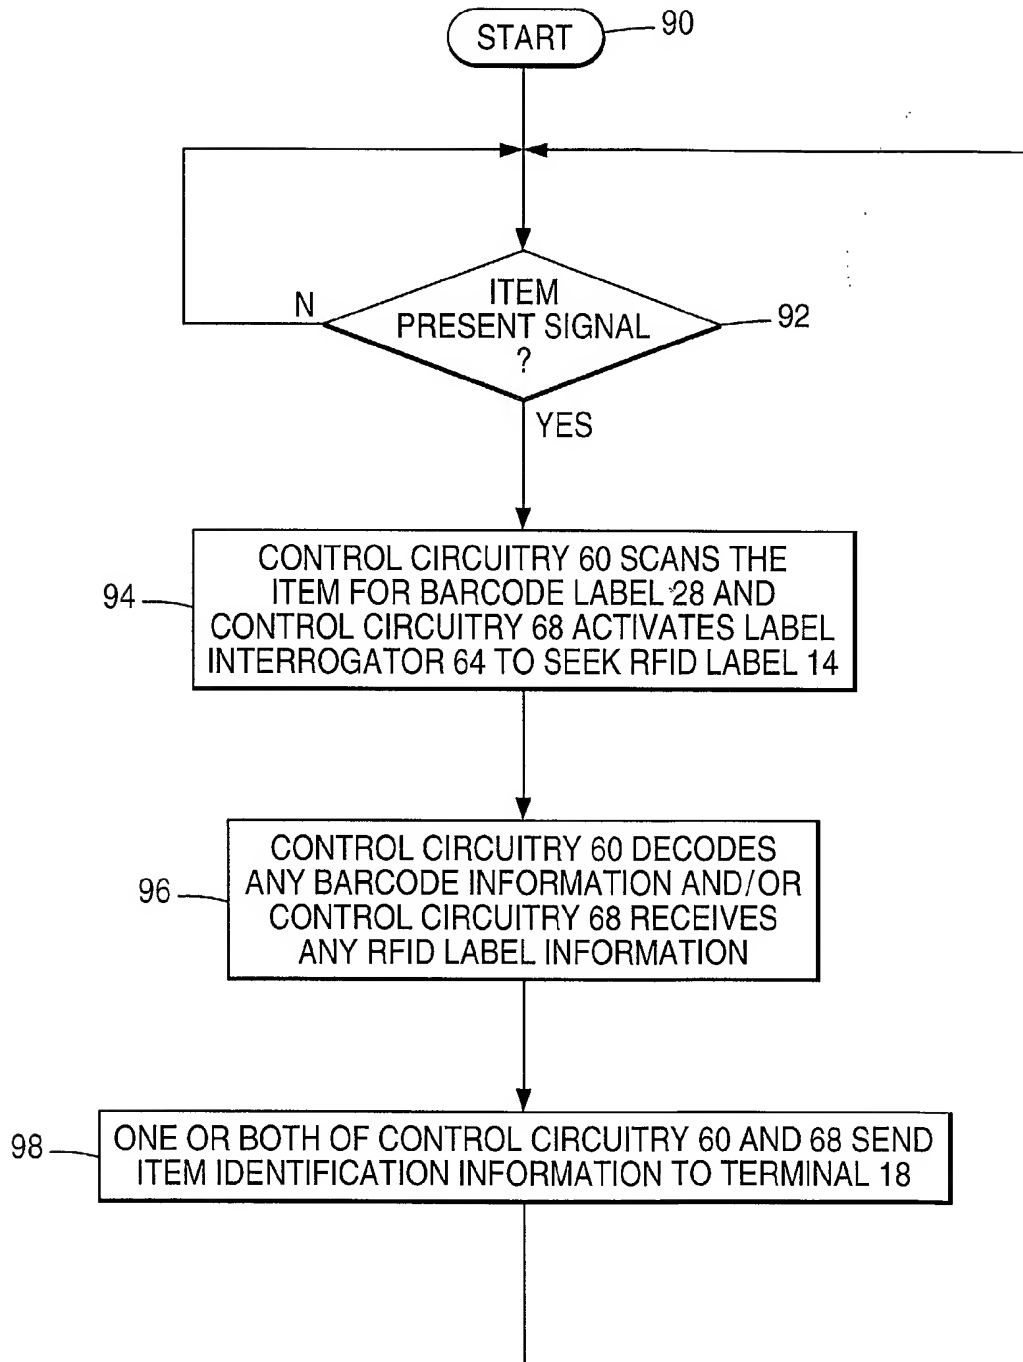 START
90
ITEM
PRESENT SIGNAL
?
92
N
YES
94
CONTROL CIRCUITRY 60 SCANS THE
ITEM FOR BARCODE LABEL 28 AND
CONTROL CIRCUITRY 68 ACTIVATES LABEL
INTERROGATOR 64 TO SEEK RFID LABEL 14
96
CONTROL CIRCUITRY 60 DECODES
ANY BARCODE INFORMATION AND/OR
CONTROL CIRCUITRY 68 RECEIVES
ANY RFID LABEL INFORMATION
98
ONE OR BOTH OF CONTROL CIRCUITRY 60 AND 68 SEND
ITEM IDENTIFICATION INFORMATION TO TERMINAL 18